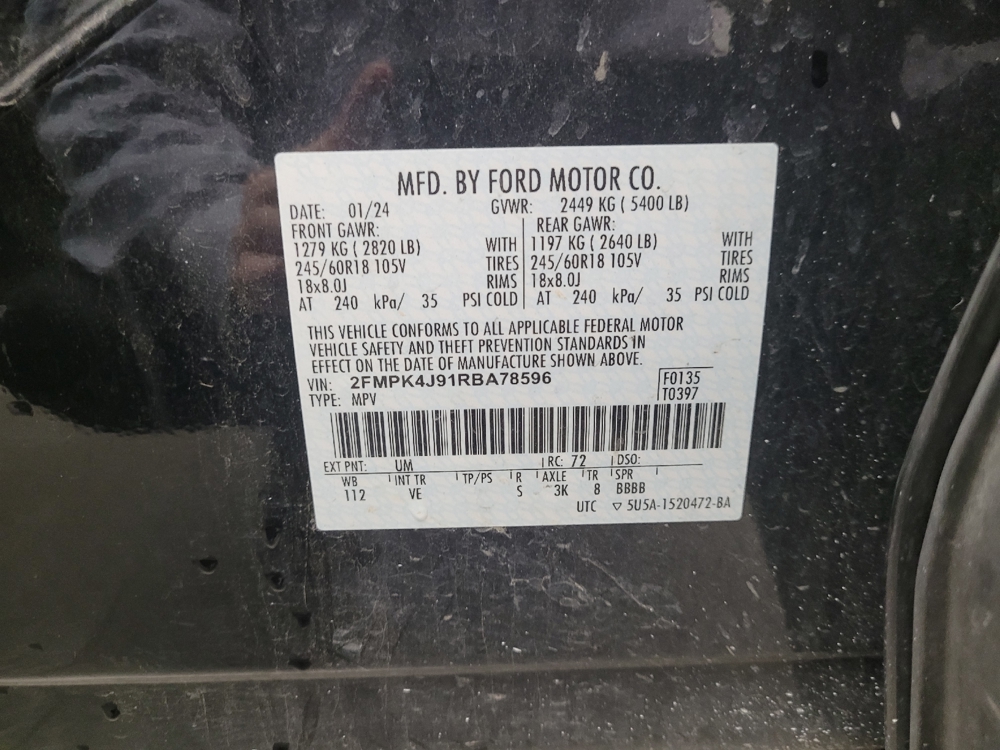 MFD. BY FORD MOTOR CO.
DATE: 01/24 GVWR: 2449 KG ( 5400 LB)
FRONT GAWR: REAR GAWR:
1279 KG ( 2820 LB) WITH 1197 KG ( 2640 LB) WITH
245/60R18 105V TIRES 245/60R18 105V TIRES
18x8.0J RIMS 18x8.0J RIMS
AT 240 kPa/ 35 PSI COLD AT 240 kPa/ 35 PSI COLD
THIS VEHICLE CONFORMS TO ALL APPLICABLE FEDERAL MOTOR
VEHICLE SAFETY AND THEFT PREVENTION STANDARDS IN
EFFECT ON THE DATE OF MANUFACTURE SHOWN ABOVE.
VIN: 2FMPK4J91RBA78596 F0135
TYPE: MPV T0397
EXT PNT: UM RC: 72 DSO:
WB INT TR TP/PS R AXLE TR SPR
112 VE S 3K 8 BBBB
UTC ▽ 5U5A-1520472-BA